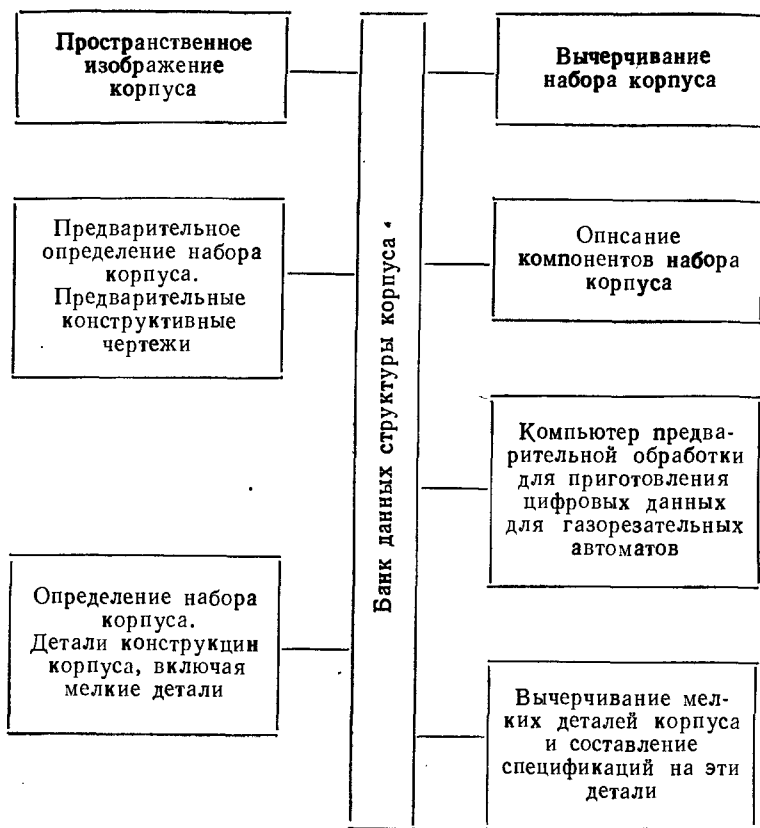 Пространственное
изображение
корпуса
Предварительное
определение набора
корпуса.
Предварительные
конструктивные
чертежи
Определение набора
корпуса.
Детали конструкции
корпуса, включая
мелкие детали
Банк данных структуры корпуса
Вычерчивание
набора корпуса
Описание
компонентов набора
корпуса
Компьютер предва-
рительной обработки
для приготовления
цифровых данных
для газорезательных
автоматов
Вычерчивание мел-
ких деталей корпуса
и составление
спецификаций на эти
детали